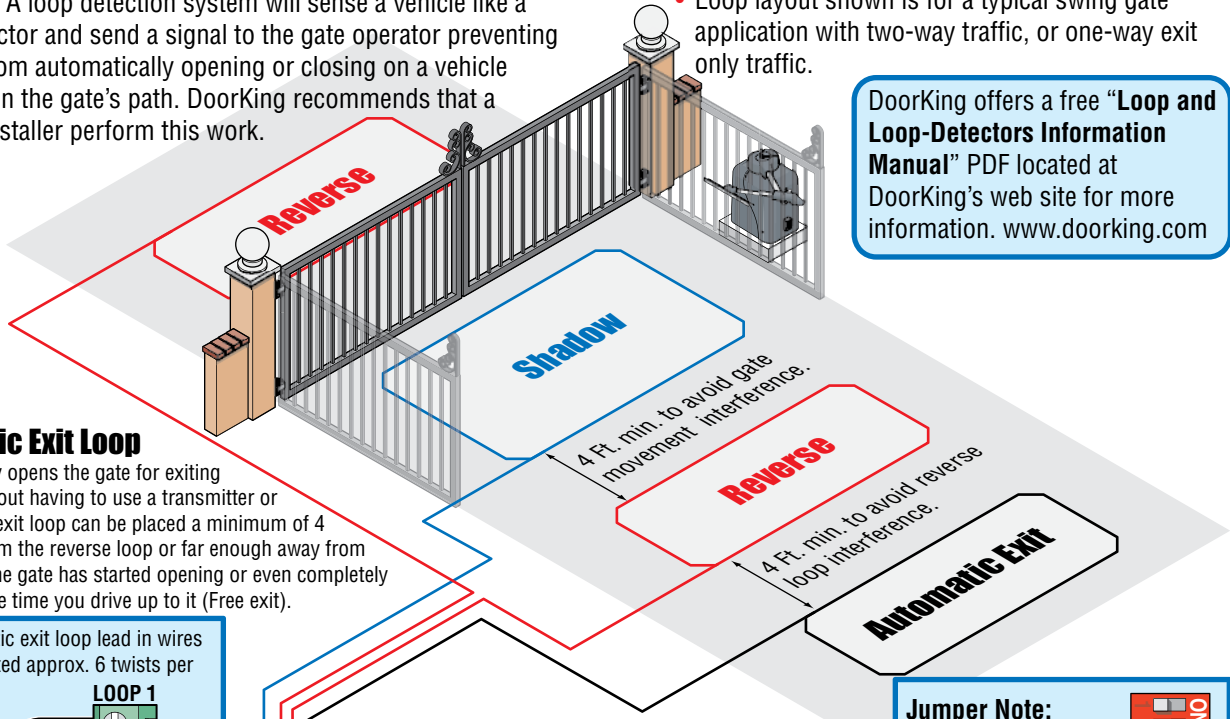 A loop detection system will sense a vehicle like a
ctor and send a signal to the gate operator preventing
om automatically opening or closing on a vehicle
n the gate's path. DoorKing recommends that a
staller perform this work.
• Loop layout shown is for a typical swing gate
application with two-way traffic, or one-way exit
only traffic.
DoorKing offers a free “Loop and
Loop-Detectors Information
Manual” PDF located at
DoorKing's web site for more
information. www.doorking.com
Reverse
Shadow
4 Ft. min. to avoid gate
movement interference.
Reverse
4 Ft. min. to avoid reverse
loop interference.
Automatic Exit
ic Exit Loop
y opens the gate for exiting
out having to use a transmitter or
exit loop can be placed a minimum of 4
m the reverse loop or far enough away from
he gate has started opening or even completely
e time you drive up to it (Free exit).
ic exit loop lead in wires
ted approx. 6 twists per
LOOP 1
Jumper Note:
ON